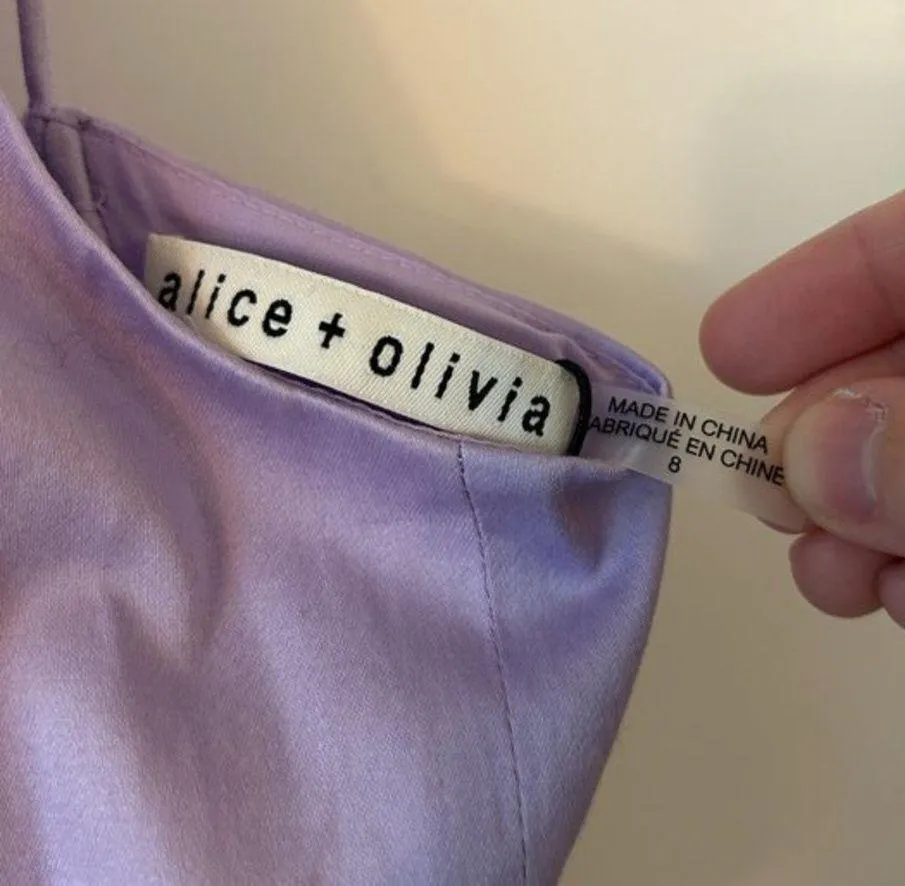 alice + olivia
MADE IN CHINA
ABRIQUÉ EN CHINE
8